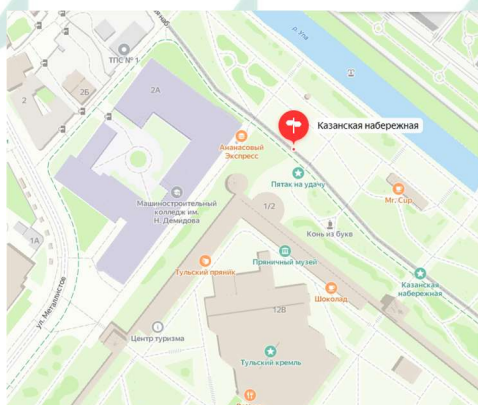 р. Упа
ТПС № 1
2
2Б
2А
Казанская набережная
Ананасовый
Экспресс
Пятак на удачу
Mr. Cup
Машиностроительный
колледж им.
Н. Демидова
1/2
Конь из букв
1А
Тульский пряник
Пряничный музей
Казанская
набережная
ул. Металлистов
Шоколад
12В
Центр туризма
Тульский кремль